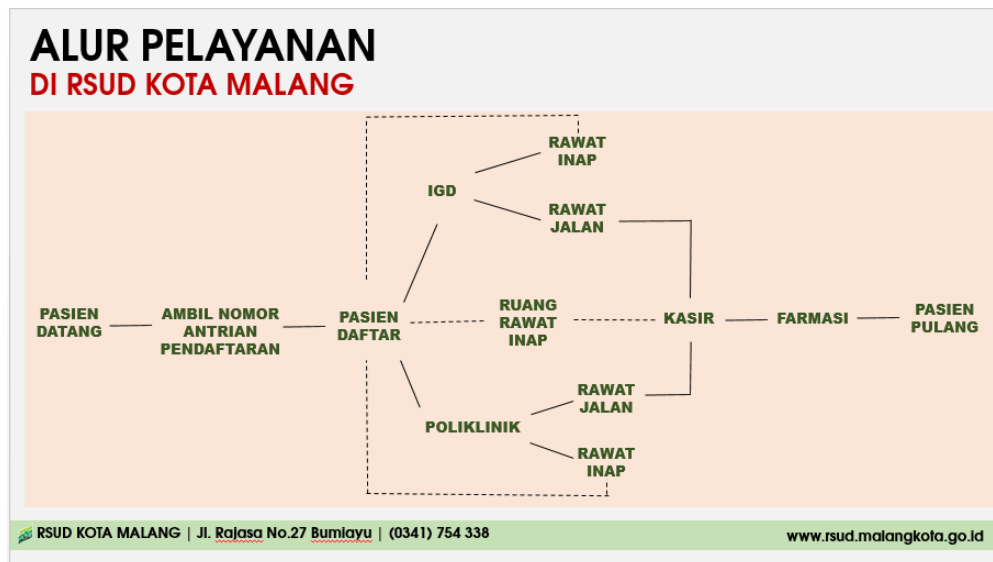 ALUR PELAYANAN
DI RSUD KOTA MALANG
RAWAT
INAP
IGD
RAWAT
JALAN
PASIEN
DATANG
AMBIL NOMOR
ANTRIAN
PENDAFTARAN
PASIEN
DAFTAR
RUANG
RAWAT
INAP
KASIR
FARMASI
PASIEN
PULANG
RAWAT
JALAN
POLIKLINIK
RAWAT
INAP
RSUD KOTA MALANG | Jl. Rajasa No.27 Bumiayu | (0341) 754 338
www.rsud.malangkota.go.id